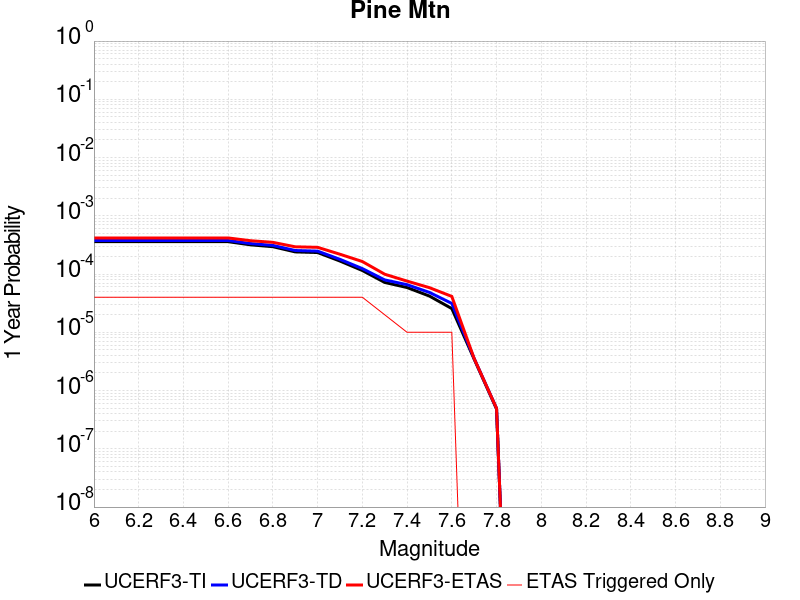 Pine Mtn
10^0
10^-1
10^-2
10^-3
10^-4
10^-5
10^-6
10^-7
10^-8
1 Year Probability
6 6.2 6.4 6.6 6.8 7 7.2 7.4 7.6 7.8 8 8.2 8.4 8.6 8.8 9
Magnitude
UCERF3-TI UCERF3-TD UCERF3-ETAS ETAS Triggered Only